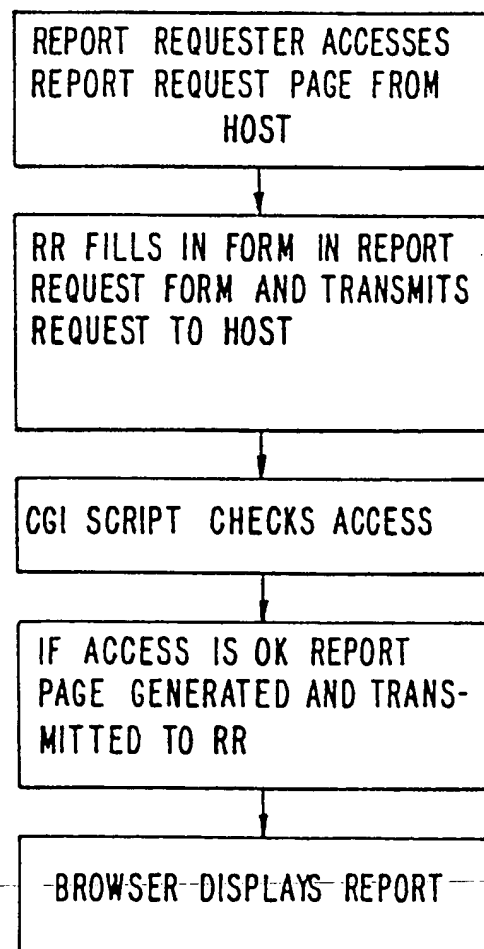 REPORT REQUESTER ACCESSES
REPORT REQUEST PAGE FROM
HOST
RR FILLS IN FORM IN REPORT
REQUEST FORM AND TRANSMITS
REQUEST TO HOST
CGI SCRIPT CHECKS ACCESS
IF ACCESS IS OK REPORT
PAGE GENERATED AND TRANS-
MITTED TO RR
BROWSER DISPLAYS REPORT